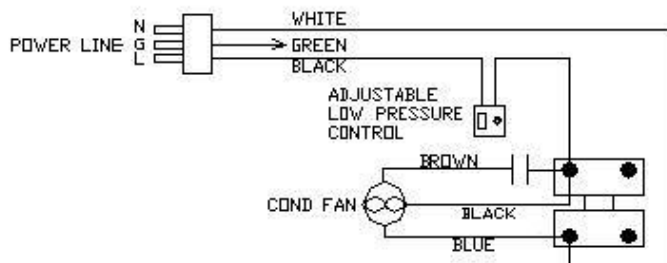 WHITE
N
POWER LINE G
GREEN
L
BLACK
ADJUSTABLE
LOW PRESSURE
CONTROL
BROWN
COND FAN
BLACK
BLUE